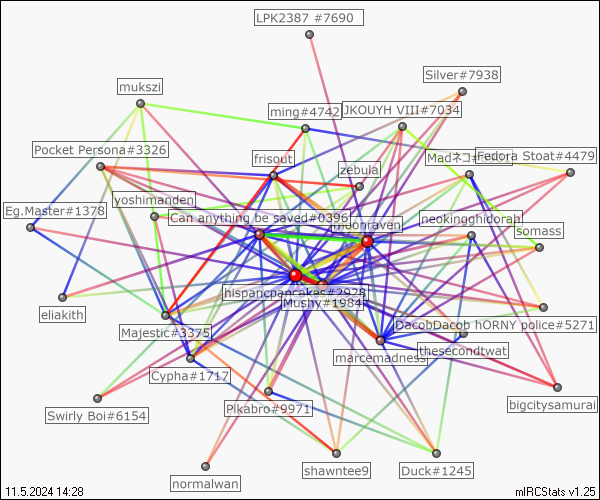 LPK2387 #7690
Silver#7938
mukszi
ming#4742
JKOUYH VIII#7034
Pocket Persona#3326
frisout
zebula
Madネコ#
Fedora Stoat#4479
Eg.Master#1378
yoshimanden
Can anything be saved#0396
neokingghidorah
somass
hispancpancakes#2928
Mushy#1984
eliakith
Majestic#3375
DacobDacob hORNY police#5271
marcemadness
thesecondtwat
Cypha#1717
Swirly Boi#6154
Pikabro#9971
bigcitysamurai
normalwan
shawntee9
Duck#1245
11.5.2024 14:28
mIRCStats v1.25